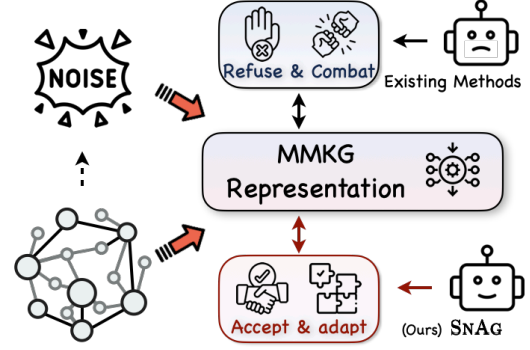 NOISE
Refuse & Combat
Existing Methods
MMKG
Representation
Accept & adapt
(Ours) SNAG